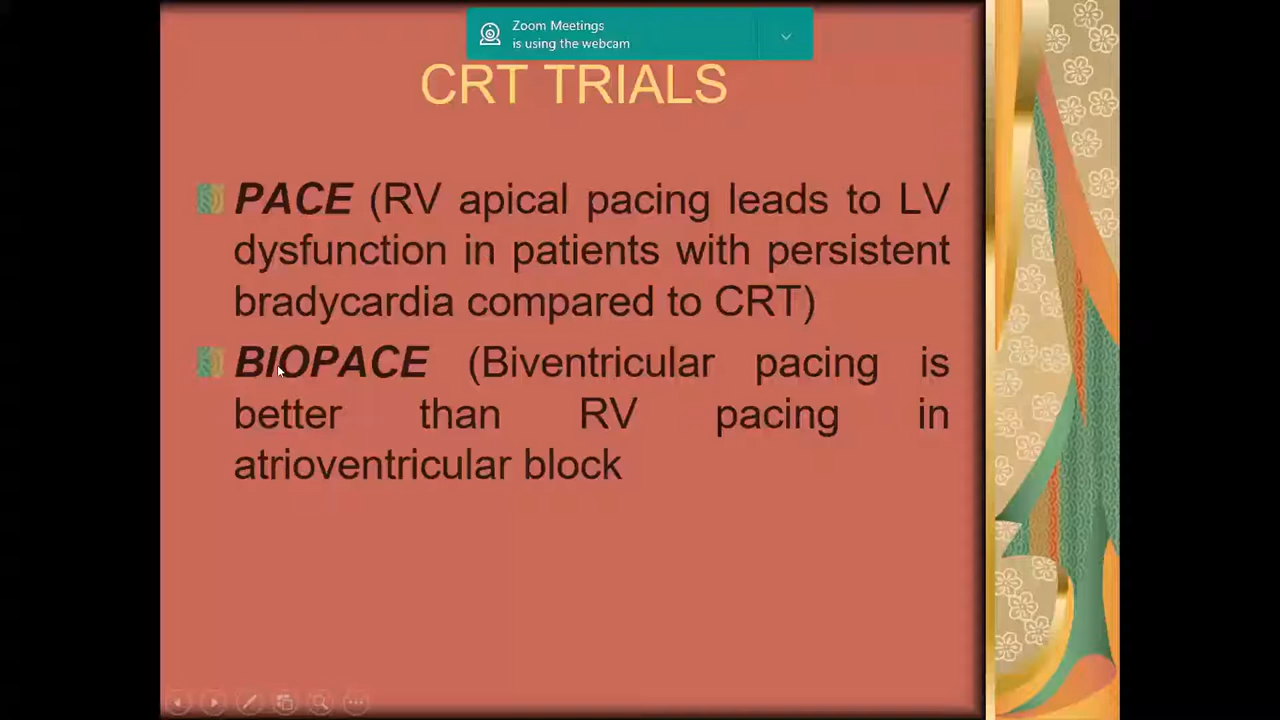 Zoom Meetings
is using the webcam
CRT TRIALS
PACE (RV apical pacing leads to LV
dysfunction in patients with persistent
bradycardia compared to CRT)
BIOPACE (Biventricular pacing is
better than RV pacing in
atrioventricular block